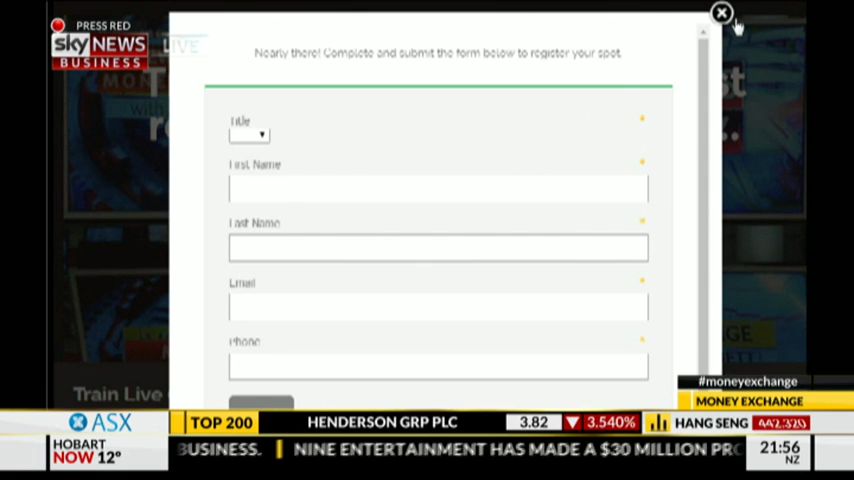 PRESS RED
sky NEWS
BUSINESS
LIVE
Nearly there! Complete and submit the form below to register your spot.
Title
First Name
Last Name
Email
Phone
Train Live
#moneyexchange
MONEY EXCHANGE
ASX
TOP 200
HENDERSON GRP PLC
3.82
3.540%
HANG SENG
HOBART
NOW 12°
BUSINESS.
NINE ENTERTAINMENT HAS MADE A $30 MILLION
21:56
NZ